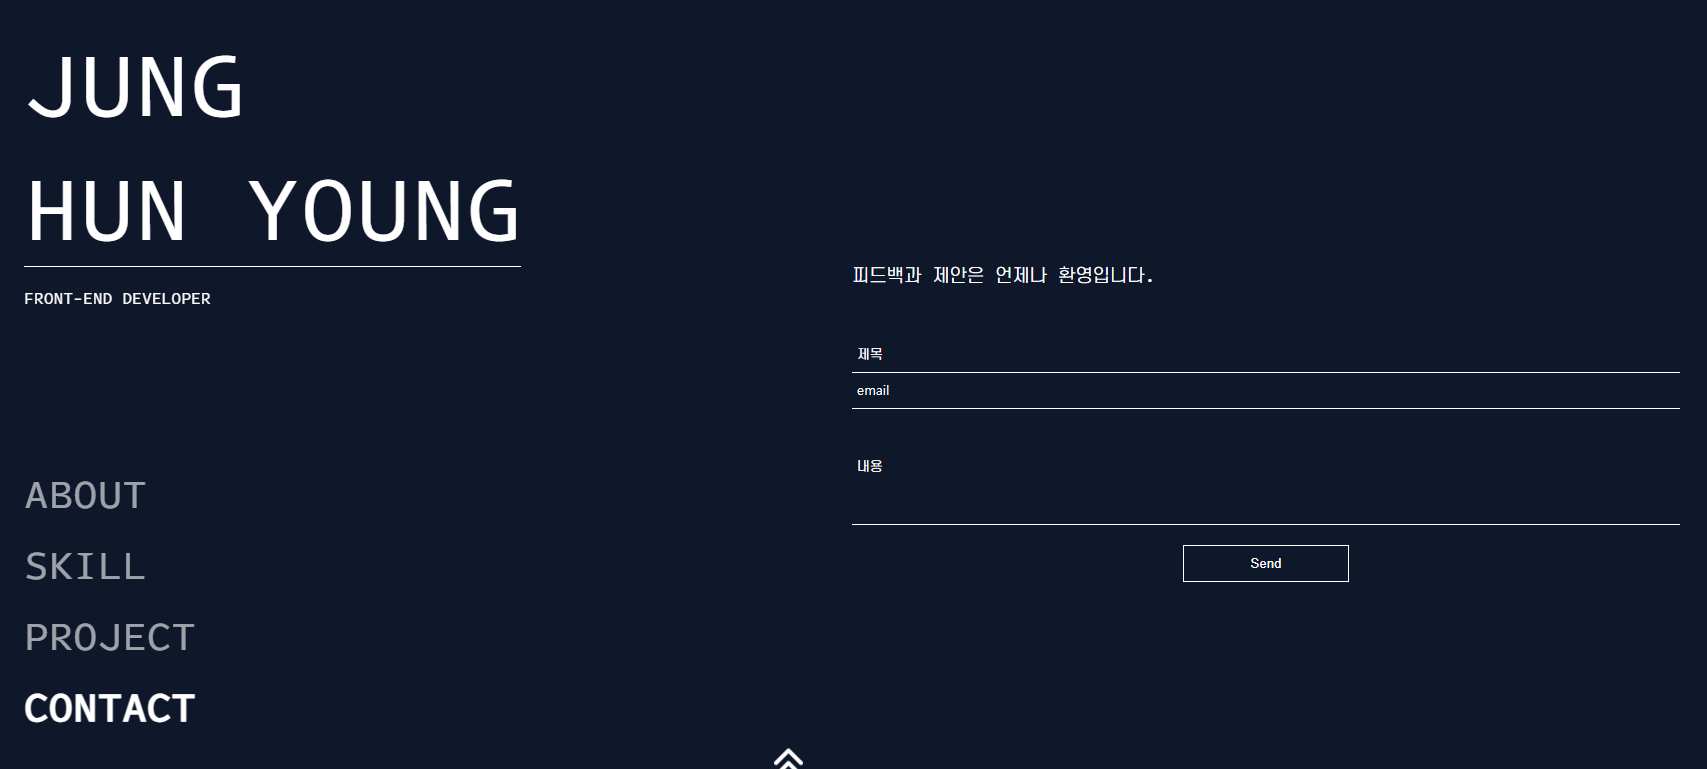 JUNG
HUN YOUNG
FRONT-END DEVELOPER
ABOUT
SKILL
PROJECT
CONTACT
피드백과 제안은 언제나 환영입니다.
제목
email
내용
Send